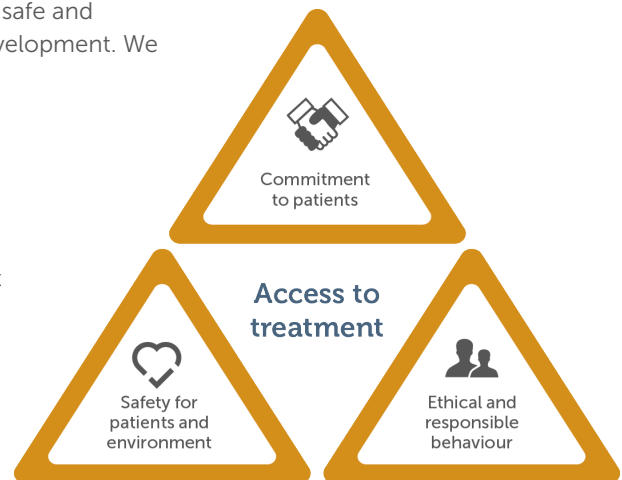 safe and
velopment. We
Commitment
to patients
Access to
treatment
Safety for
patients and
environment
Ethical and
responsible
behaviour